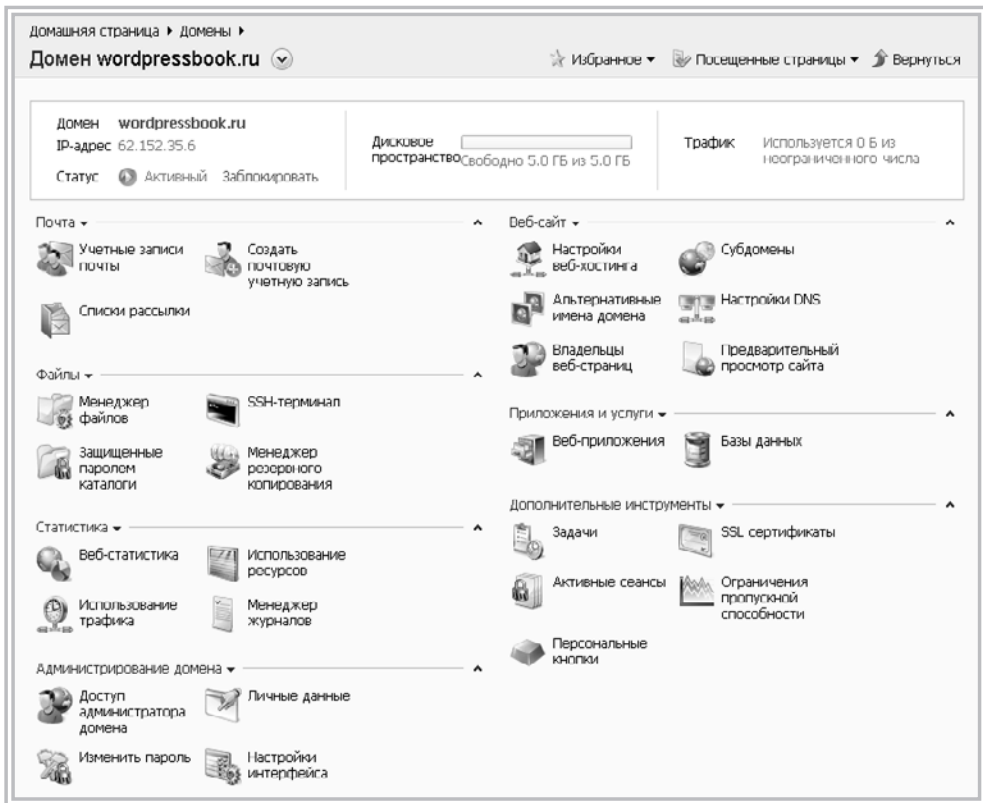 Домашняя страница ▸ Домены ▸
Домен wordpressbook.ru
Избранное ▾ Посещенные страницы ▾ Вернуться
Домен wordpressbook.ru
IP-адрес 62.152.35.6
Статус Активный Заблокировать
Дисковое
пространство
Свободно 5.0 ГБ из 5.0 ГБ
Трафик
Используется 0 Б из
неограниченного числа
Почта
Учетные записи
почты
Создать
почтовую
учетную запись
Списки рассылки
Файлы
Менеджер
файлов
SSH-терминал
Защищенные
паролем
каталоги
Менеджер
резервного
копирования
Статистика
Веб-статистика
Использование
ресурсов
Использование
трафика
Менеджер
журналов
Администрирование домена
Доступ
администратора
домена
Личные данные
Изменить пароль
Настройки
интерфейса
Веб-сайт
Настройки
веб-хостинга
Субдомены
Альтернативные
имена домена
Настройки DNS
Владельцы
веб-страниц
Предварительный
просмотр сайта
Приложения и услуги
Веб-приложения
Базы данных
Дополнительные инструменты
Задачи
SSL сертификаты
Активные сеансы
Ограничения
пропускной
способности
Персональные
кнопки